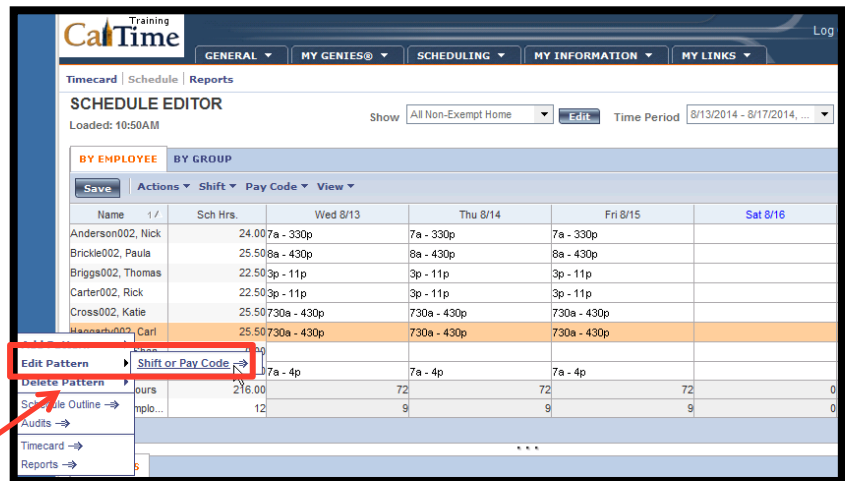 Training
CalTime
Log
GENERAL MY GENIES® SCHEDULING MY INFORMATION MY LINKS
Timecard | Schedule | Reports
SCHEDULE EDITOR
Loaded: 10:50AM
Show All Non-Exempt Home Edit Time Period 8/13/2014 - 8/17/2014, ...
BY EMPLOYEE BY GROUP
Save Actions Shift Pay Code View
Name 1 / Sch Hrs. Wed 8/13 Thu 8/14 Fri 8/15 Sat 8/16
Anderson002, Nick 24.00 7a - 330p 7a - 330p 7a - 330p
Brickle002, Paula 25.50 8a - 430p 8a - 430p 8a - 430p
Briggs002, Thomas 22.50 3p - 11p 3p - 11p 3p - 11p
Carter002, Rick 22.50 3p - 11p 3p - 11p 3p - 11p
Cross002, Katie 25.50 730a - 430p 730a - 430p 730a - 430p
Carl 25.50 730a - 430p 730a - 430p 730a - 430p
Edit Pattern Shift or Pay Code
7a - 4p 7a - 4p 7a - 4p
Delete Pattern ours 216.00 72 72 72 0
Schedule Outline mplo... 12 9 9 9 0
Audits
Timecard
Reports S